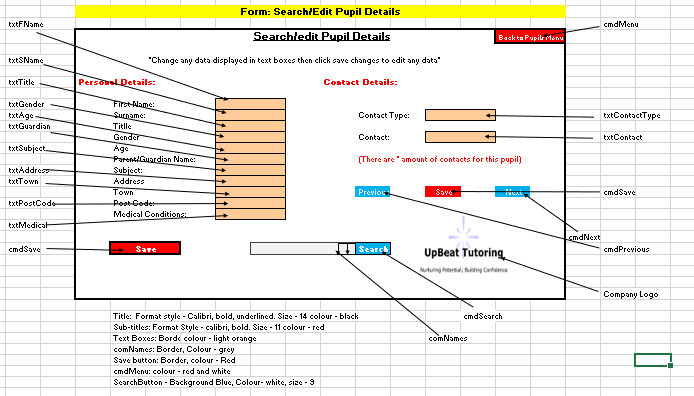 Form: Search/Edit Pupil Details
txtFName
cmdMenu
Search/edit Pupil Details
Back to Pupils Menu
txtSName
"Change any data displayed in text boxes then click save changes to edit any data"
txtTitle
Personal Details:
Contact Details:
txtGender
First Name:
txtAge
Surname:
Contact Type:
txtContactType
txtGuardian
Title
Gender
Contact:
txtContact
txtSubject
Age
Parent/Guardian Name:
(There are * amount of contacts for this pupil)
txtAddress
Subject:
txtTown
Address
Town
Previous
Save
Next
cmdSave
txtPostCode
Post Code:
Medical Conditions:
txtMedical
cmdNext
cmdSave
Save
Search
cmdPrevious
UpBeat Tutoring
Nurturing Potential; Building Confidence
Company Logo
Title: Format style - Calibri, bold, underlined. Size - 14 colour - black
cmdSearch
Sub-titles: Format Style - calibri, bold. Size - 11 colour - red
Text Boxes: Borde colour - light orange
comNames
comNames: Border, Colour - grey
Save button: Border, colour - Red
cmdMenu: colour - red and white
SearchButton - Background Blue, Colour- white, size - 9